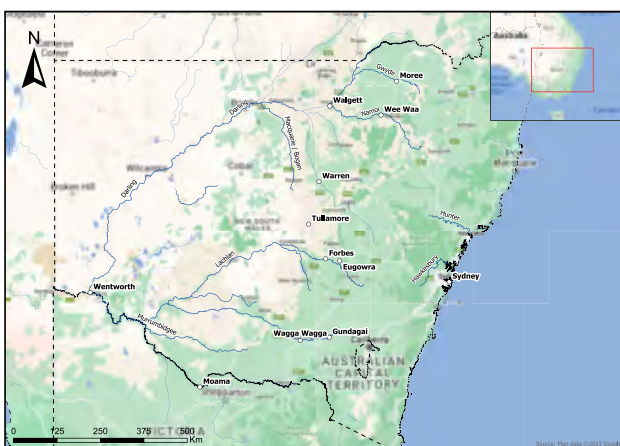 N
Australia
Tibooburra
Gwydir
Moree
Walgett
Namoi
Wee Waa
Darling
Macquarie / Bogan
Cobar
Wilcannia
Broken Hill
Darling
Warren
NEW SOUTH
WALES
Tullamore
Hunter
Forbes
Eugowra
Lachlan
Hawkesbury
Sydney
Wentworth
Murrumbidgee
Wagga Wagga
Gundagai
Canberra
AUSTRALIAN
CAPITAL
TERRITORY
Moama
Shepparton
VICTORIA
0 125 250 375 500
Km
Source: Map data ©2023 Google